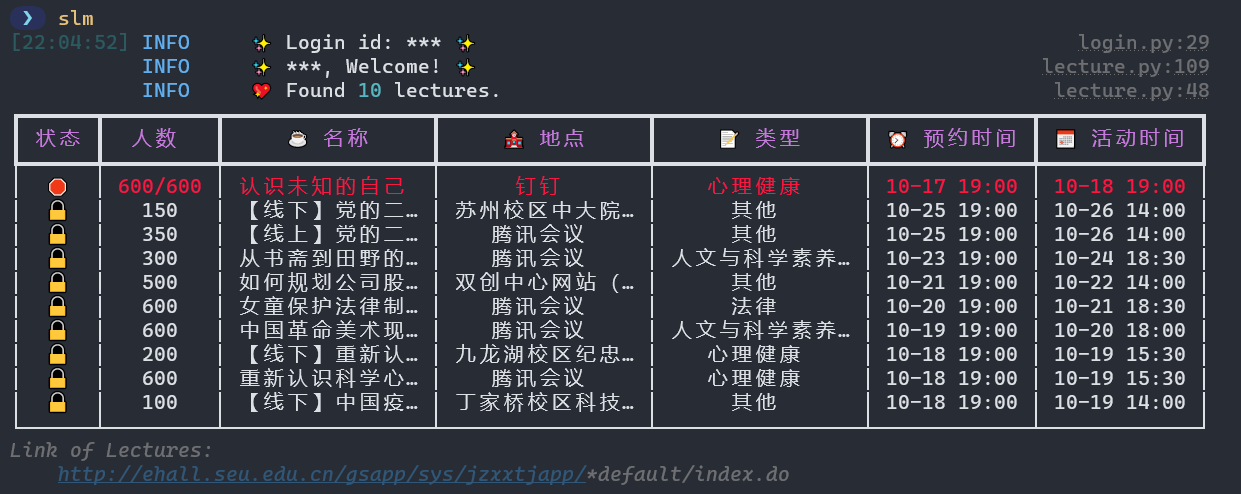 ❯ slm
[22:04:52] INFO ✨ Login id: *** ✨ login.py:29
INFO ✨ ***, Welcome! ✨ lecture.py:109
INFO 💖 Found 10 lectures. lecture.py:48
状态 人数 ☕ 名称 🏫 地点 📝 类型 ⏰ 预约时间 📅 活动时间
🛑 600/600 认识未知的自己 钉钉 心理健康 10-17 19:00 10-18 19:00
🔒 150 【线下】党的二… 苏州校区中大院… 其他 10-25 19:00 10-26 14:00
🔒 350 【线上】党的二… 腾讯会议 其他 10-25 19:00 10-26 14:00
🔒 300 从书斋到田野的… 腾讯会议 人文与科学素养… 10-23 19:00 10-24 18:30
🔒 500 如何规划公司股… 双创中心网站（… 其他 10-21 19:00 10-22 14:00
🔒 600 女童保护法律制… 腾讯会议 法律 10-20 19:00 10-21 18:30
🔒 600 中国革命美术现… 腾讯会议 人文与科学素养… 10-19 19:00 10-20 18:00
🔒 200 【线下】重新认… 九龙湖校区纪忠… 心理健康 10-18 19:00 10-19 15:30
🔒 600 重新认识科学心… 腾讯会议 心理健康 10-18 19:00 10-19 15:30
🔒 100 【线下】中国疫… 丁家桥校区科技… 其他 10-18 19:00 10-19 14:00
Link of Lectures:
http://ehall.seu.edu.cn/gsapp/sys/jzxxtjapp/*default/index.do